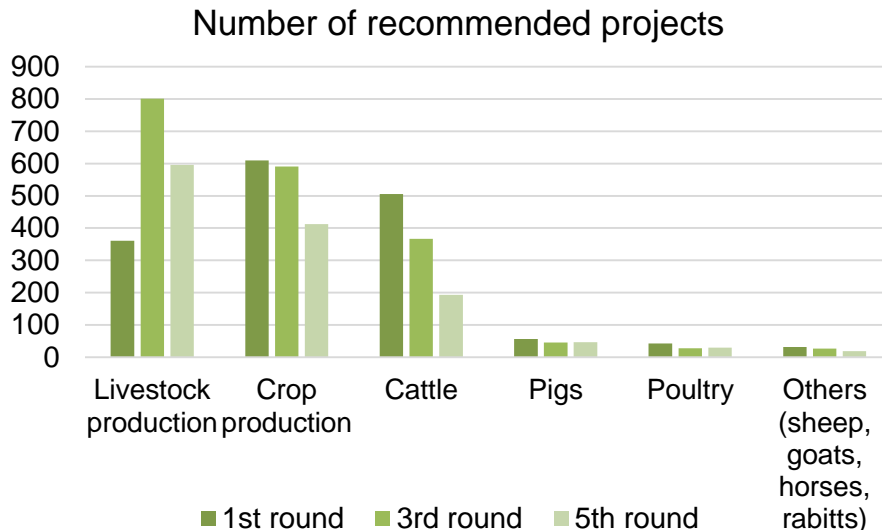 Number of recommended projects
900
800
700
600
500
400
300
200
100
0
Livestock
production
Crop
production
Cattle
Pigs
Poultry
Others
(sheep,
goats,
horses,
rabitts)
1st round
3rd round
5th round